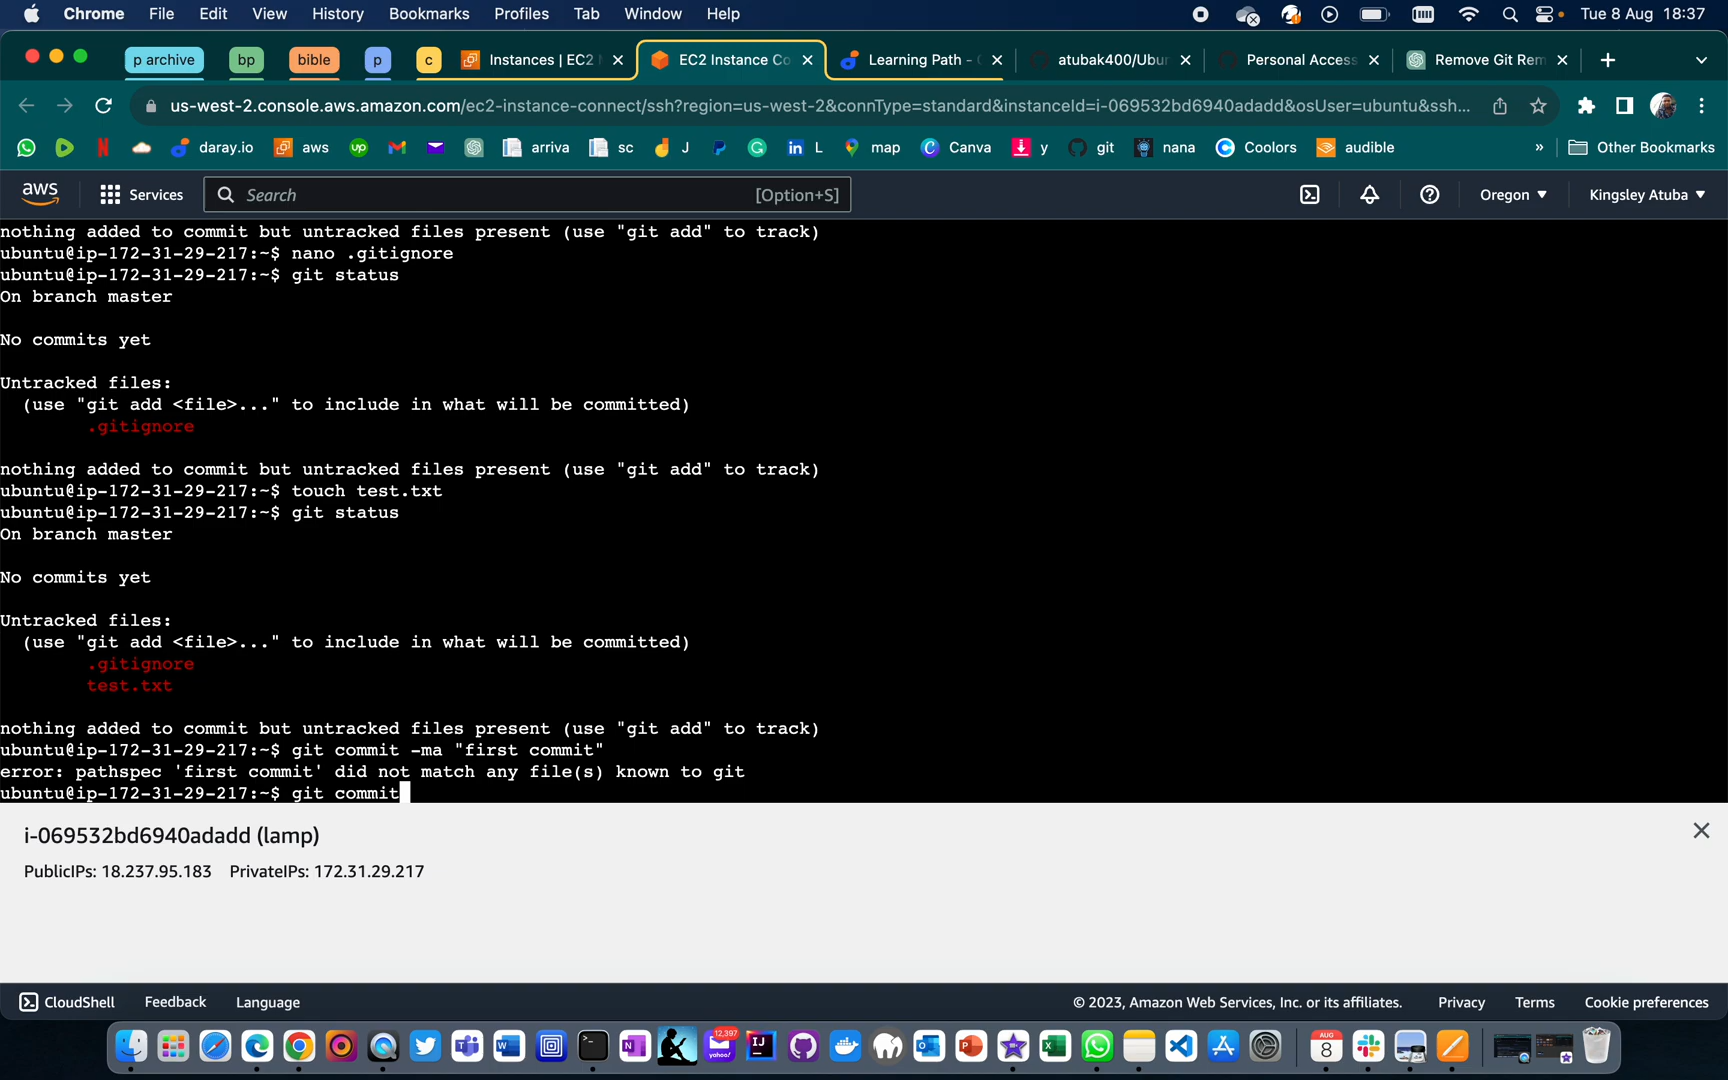 Chrome File Edit View History Bookmarks Profiles Tab Window Help Tue 8 Aug 18:37
p archive bp bible p c Instances | EC2 EC2 Instance Co Learning Path - atubak400/Ubu Personal Access Remove Git Rem
us-west-2.console.aws.amazon.com/ec2-instance-connect/ssh?region=us-west-2&connType=standard&instanceId=i-069532bd6940adadd&osUser=ubuntu&ssh...
daray.io aws up arriva sc J L map Canva y git nana Coolors audible » Other Bookmarks
aws Services Search [Option+S] Oregon Kingsley Atuba
nothing added to commit but untracked files present (use "git add" to track)
ubuntu@ip-172-31-29-217:~$ nano .gitignore
ubuntu@ip-172-31-29-217:~$ git status
On branch master
No commits yet
Untracked files:
(use "git add <file>..." to include in what will be committed)
.gitignore
nothing added to commit but untracked files present (use "git add" to track)
ubuntu@ip-172-31-29-217:~$ touch test.txt
ubuntu@ip-172-31-29-217:~$ git status
On branch master
No commits yet
Untracked files:
(use "git add <file>..." to include in what will be committed)
.gitignore
test.txt
nothing added to commit but untracked files present (use "git add" to track)
ubuntu@ip-172-31-29-217:~$ git commit -ma "first commit"
error: pathspec 'first commit' did not match any file(s) known to git
ubuntu@ip-172-31-29-217:~$ git commit
i-069532bd6940adadd (lamp)
PublicIPs: 18.237.95.183 PrivateIPs: 172.31.29.217
CloudShell Feedback Language © 2023, Amazon Web Services, Inc. or its affiliates. Privacy Terms Cookie preferences
12,397
yahoo!
AUG
8